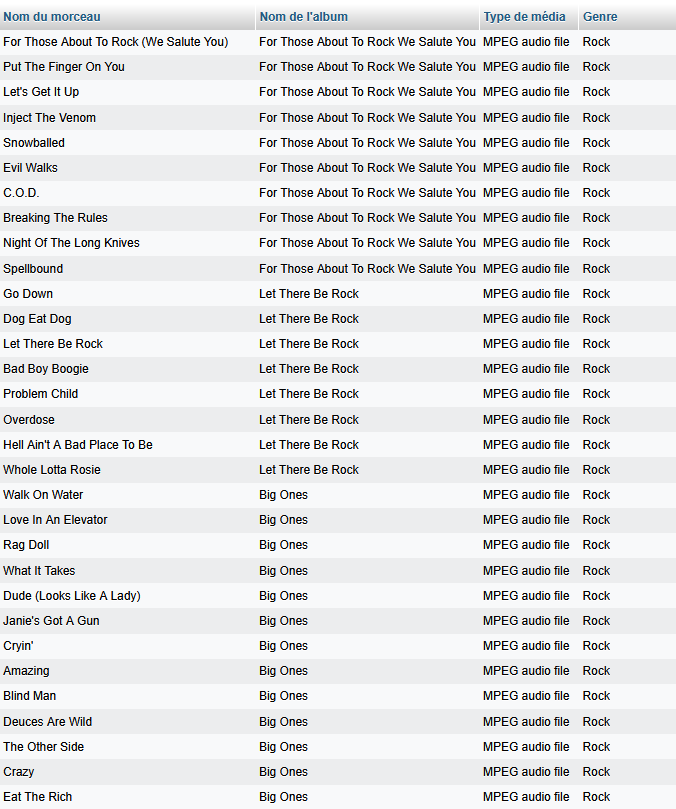 Nom du morceau Nom de l'album Type de média Genre
For Those About To Rock (We Salute You) For Those About To Rock We Salute You MPEG audio file Rock
Put The Finger On You For Those About To Rock We Salute You MPEG audio file Rock
Let's Get It Up For Those About To Rock We Salute You MPEG audio file Rock
Inject The Venom For Those About To Rock We Salute You MPEG audio file Rock
Snowballed For Those About To Rock We Salute You MPEG audio file Rock
Evil Walks For Those About To Rock We Salute You MPEG audio file Rock
C.O.D. For Those About To Rock We Salute You MPEG audio file Rock
Breaking The Rules For Those About To Rock We Salute You MPEG audio file Rock
Night Of The Long Knives For Those About To Rock We Salute You MPEG audio file Rock
Spellbound For Those About To Rock We Salute You MPEG audio file Rock
Go Down Let There Be Rock MPEG audio file Rock
Dog Eat Dog Let There Be Rock MPEG audio file Rock
Let There Be Rock Let There Be Rock MPEG audio file Rock
Bad Boy Boogie Let There Be Rock MPEG audio file Rock
Problem Child Let There Be Rock MPEG audio file Rock
Overdose Let There Be Rock MPEG audio file Rock
Hell Ain't A Bad Place To Be Let There Be Rock MPEG audio file Rock
Whole Lotta Rosie Let There Be Rock MPEG audio file Rock
Walk On Water Big Ones MPEG audio file Rock
Love In An Elevator Big Ones MPEG audio file Rock
Rag Doll Big Ones MPEG audio file Rock
What It Takes Big Ones MPEG audio file Rock
Dude (Looks Like A Lady) Big Ones MPEG audio file Rock
Janie's Got A Gun Big Ones MPEG audio file Rock
Cryin' Big Ones MPEG audio file Rock
Amazing Big Ones MPEG audio file Rock
Blind Man Big Ones MPEG audio file Rock
Deuces Are Wild Big Ones MPEG audio file Rock
The Other Side Big Ones MPEG audio file Rock
Crazy Big Ones MPEG audio file Rock
Eat The Rich Big Ones MPEG audio file Rock